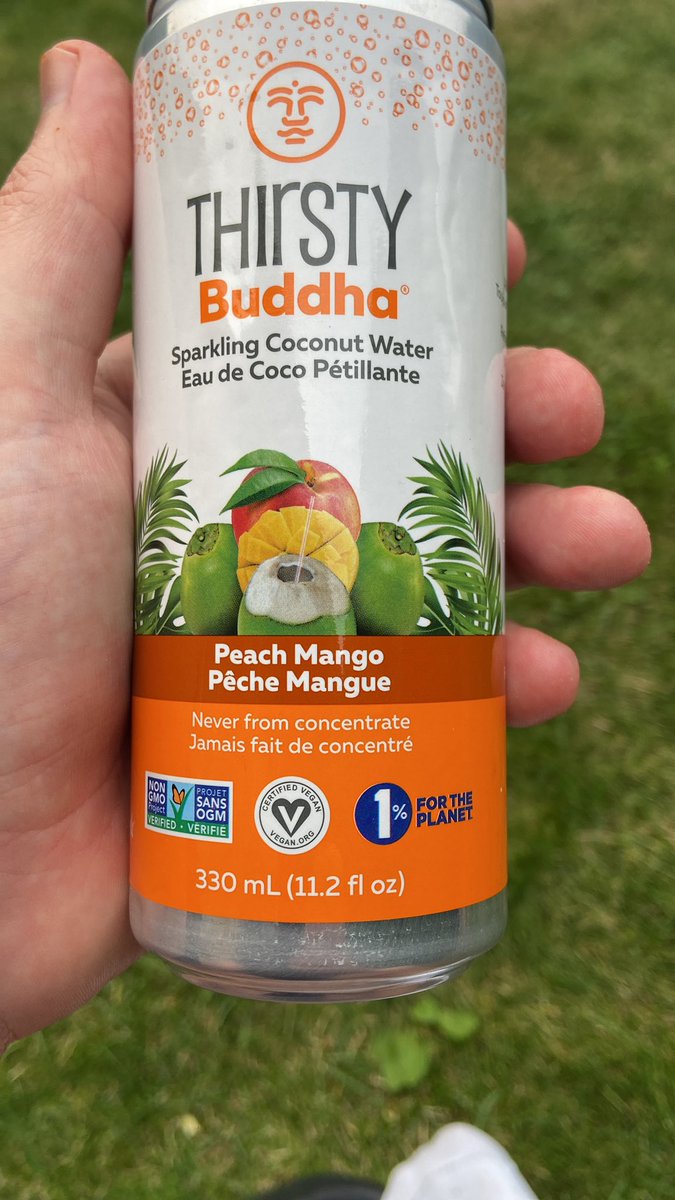 THIRSTY
Buddha®
Sparkling Coconut Water
Eau de Coco Pétillante
Peach Mango
Pêche Mangue
Never from concentrate
Jamais fait de concentré
NON GMO Project VERIFIED
PROJET SANS OGM VÉRIFIÉ
CERTIFIED VEGAN
VEGAN.ORG
1% FOR THE
PLANET™
330 mL (11.2 fl oz)